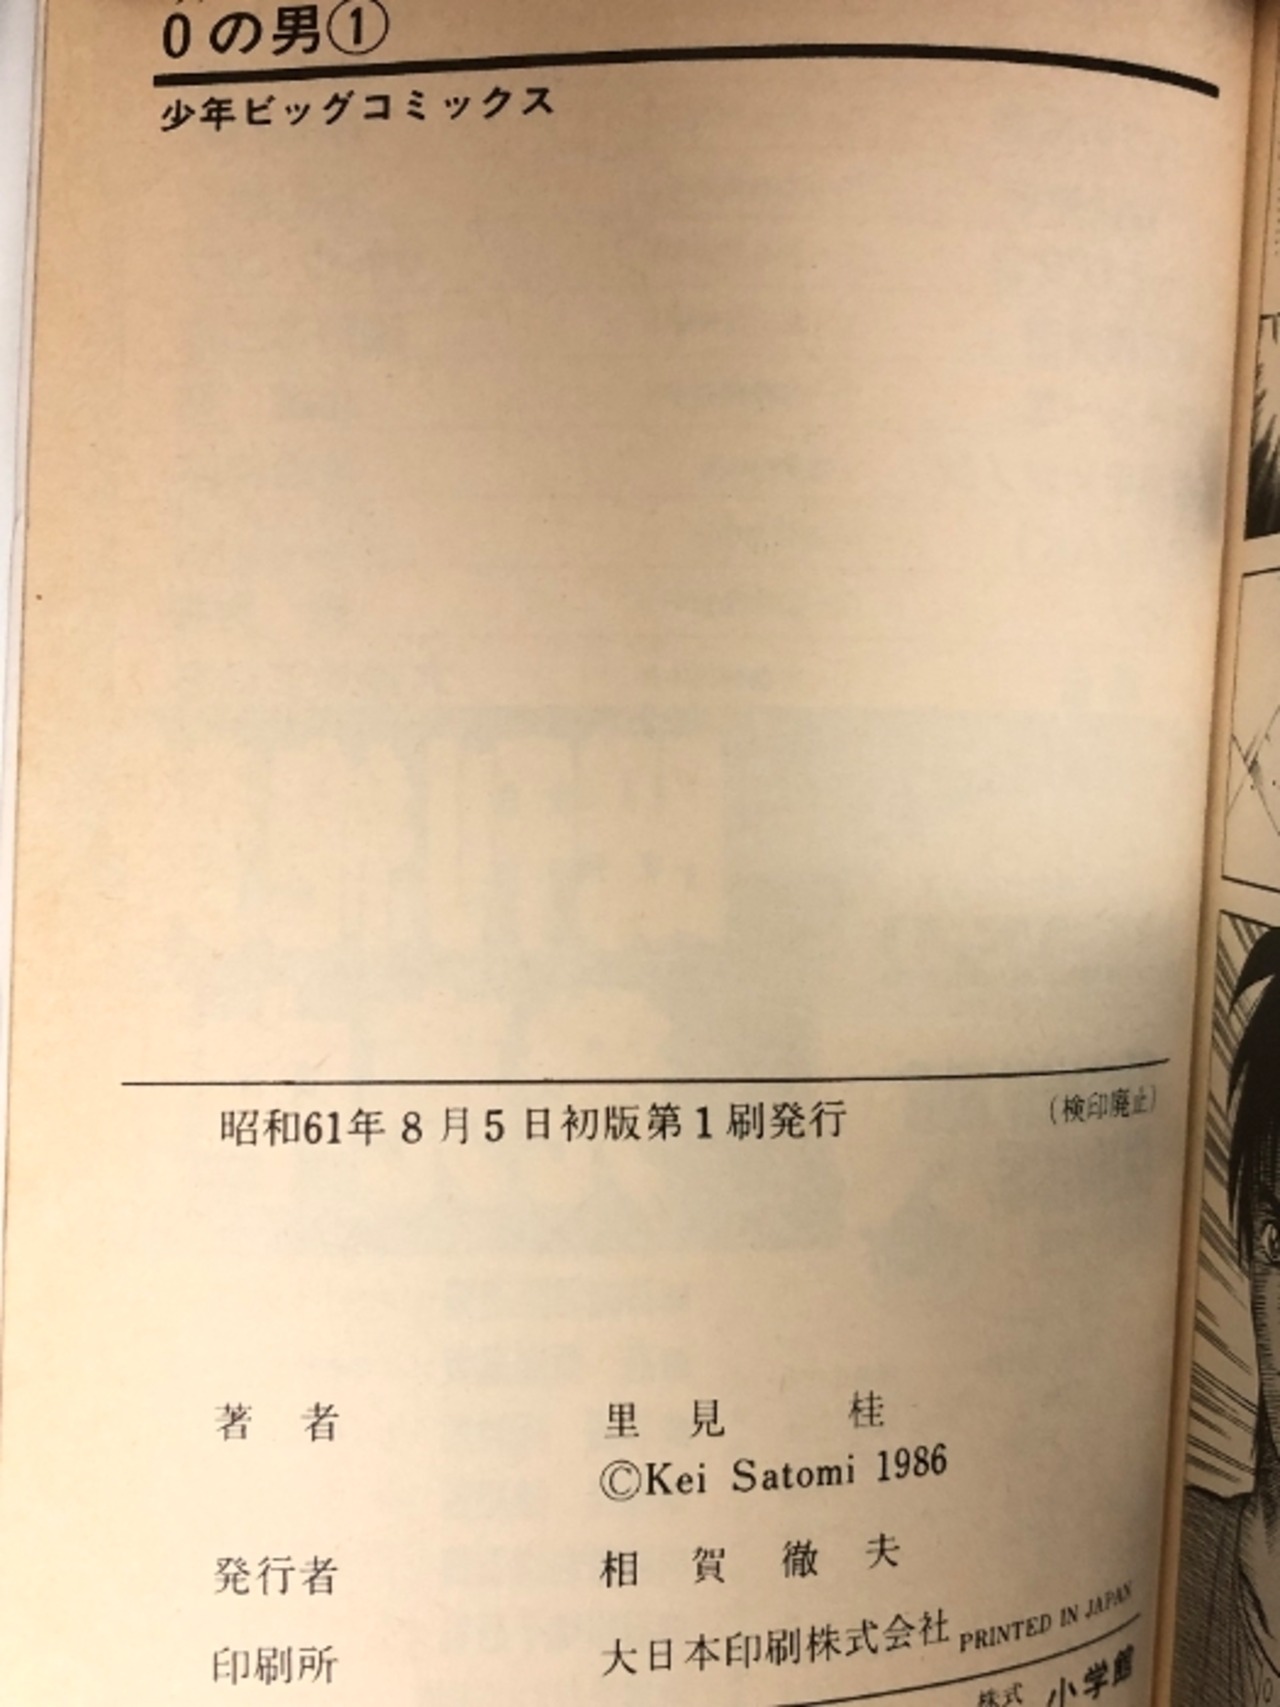 0の男①
少年ビッグコミックス
昭和61年8月5日初版第1刷発行
(検印廃止)
著 者 里 見 桂
©Kei Satomi 1986
発行者 相 賀 徹 夫
印刷所 大日本印刷株式会社 PRINTED IN JAPAN
株式 小学館